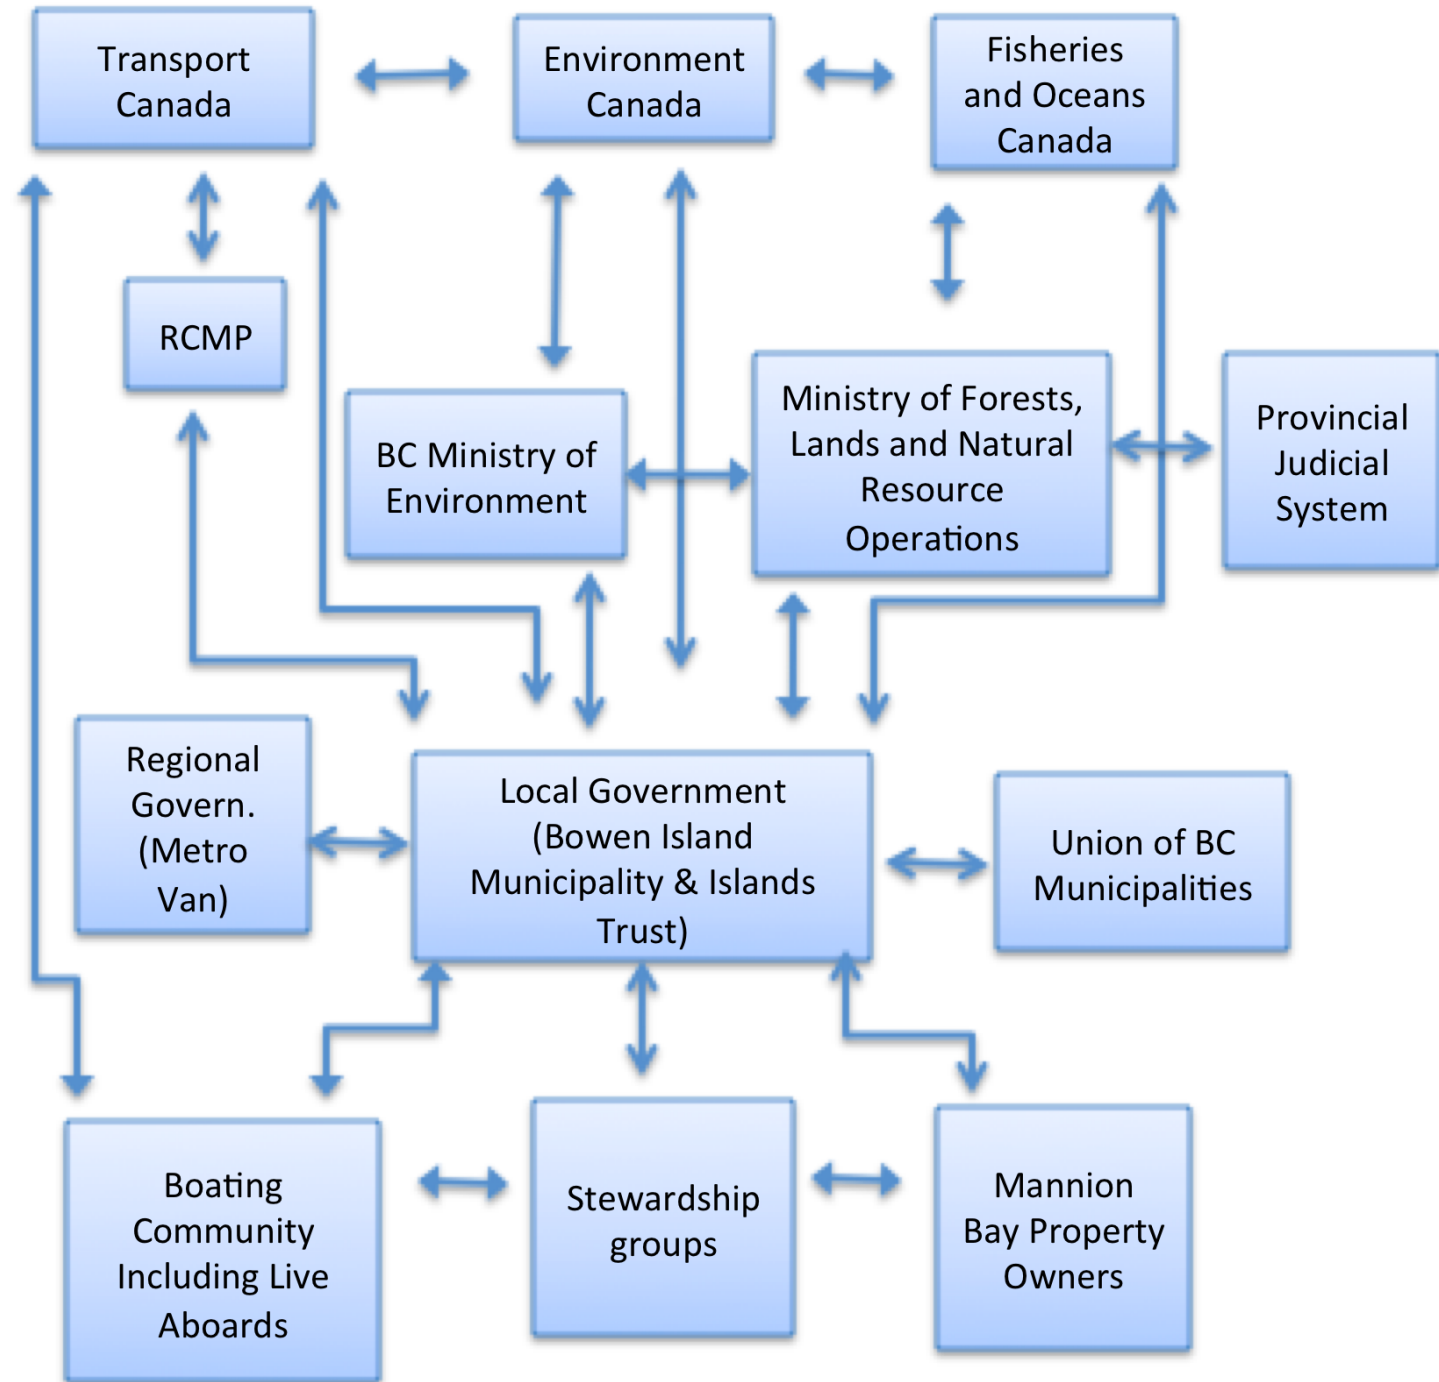 Transport
Canada
Environment
Canada
Fisheries
and Oceans
Canada
RCMP
BC Ministry of
Environment
Ministry of Forests,
Lands and Natural
Resource
Operations
Provincial
Judicial
System
Regional
Govern.
(Metro
Van)
Local Government
(Bowen Island
Municipality & Islands
Trust)
Union of BC
Municipalities
Boating
Community
Including Live
Aboards
Stewardship
groups
Mannion
Bay Property
Owners